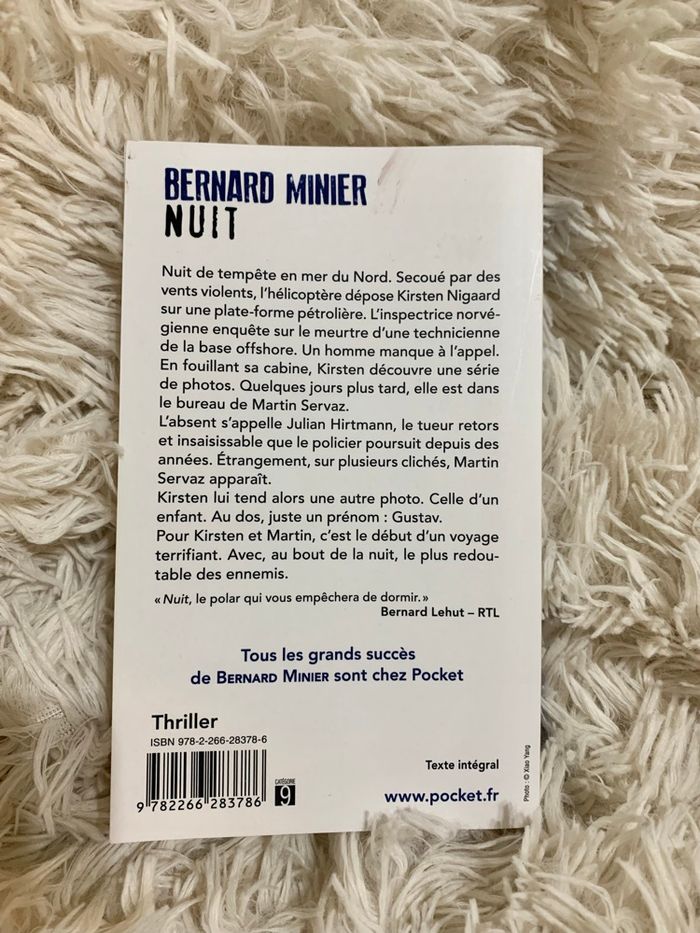 BERNARD MINIER
NUIT
Nuit de tempête en mer du Nord. Secoué par des
vents violents, l'hélicoptère dépose Kirsten Nigaard
sur une plate-forme pétrolière. L'inspectrice norvé-
gienne enquête sur le meurtre d'une technicienne
de la base offshore. Un homme manque à l'appel.
En fouillant sa cabine, Kirsten découvre une série
de photos. Quelques jours plus tard, elle est dans
le bureau de Martin Servaz.
L'absent s'appelle Julian Hirtmann, le tueur retors
et insaisissable que le policier poursuit depuis des
années. Étrangement, sur plusieurs clichés, Martin
Servaz apparaît.
Kirsten lui tend alors une autre photo. Celle d'un
enfant. Au dos, juste un prénom : Gustav.
Pour Kirsten et Martin, c'est le début d'un voyage
terrifiant. Avec, au bout de la nuit, le plus redou-
table des ennemis.
« Nuit, le polar qui vous empêchera de dormir. »
Bernard Lehut – RTL
Tous les grands succès
de BERNARD MINIER sont chez Pocket
Thriller
ISBN 978-2-266-28378-6
9 782266 283786
CATÉGORIE
9
Texte intégral
www.pocket.fr
Photo : © Xiao Yang